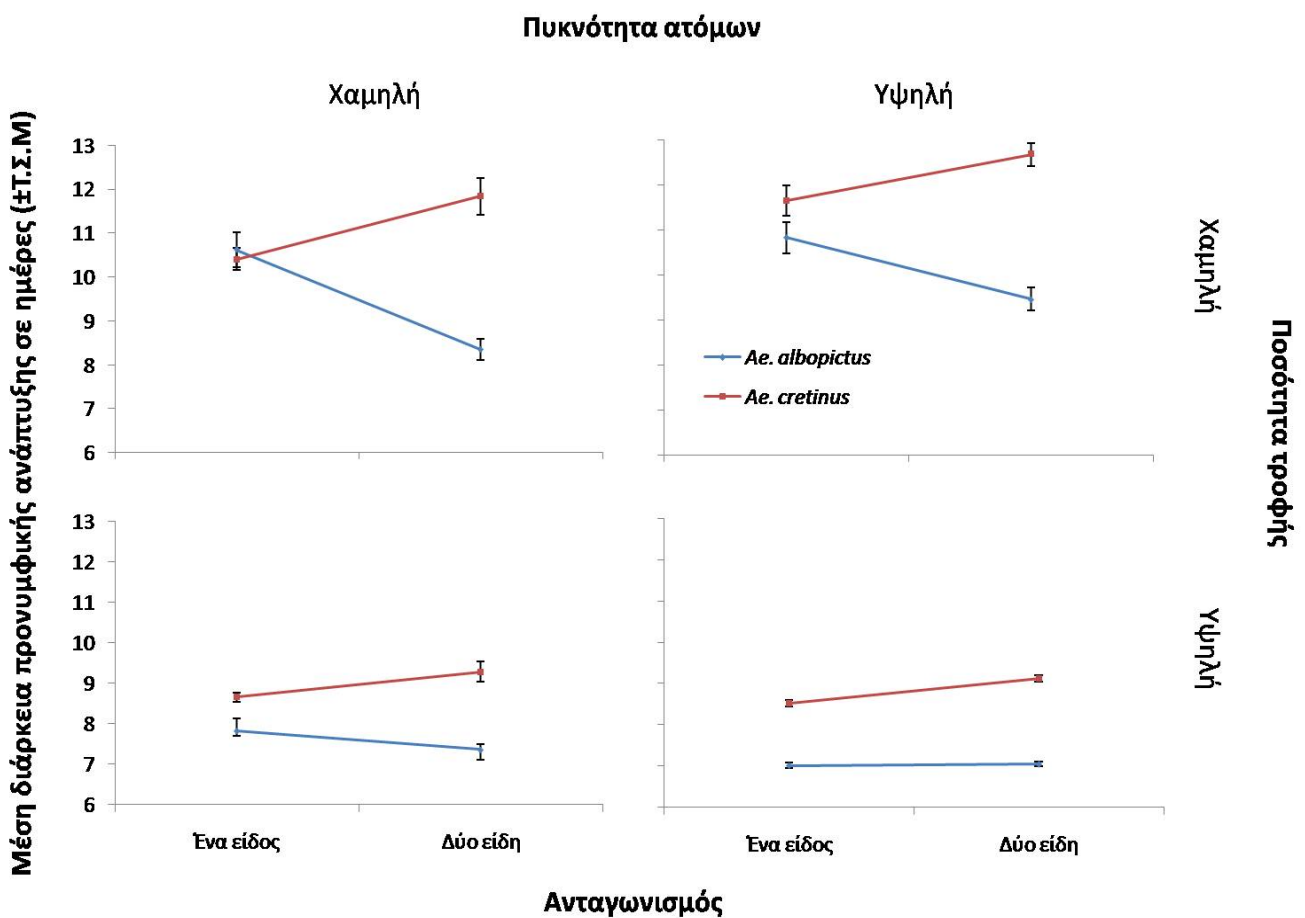 Πυκνότητα ατόμων
Χαμηλή
Υψηλή
Μέση διάρκεια προνυμφικής ανάπτυξης σε ημέρες (±Τ.Σ.Μ)
13
12
11
10
9
8
7
6
Ae. albopictus
Ae. cretinus
Χαμηλή
Ποσότητα τροφής
13
12
11
10
9
8
7
6
Υψηλή
Ένα είδος
Δύο είδη
Ένα είδος
Δύο είδη
Ανταγωνισμός